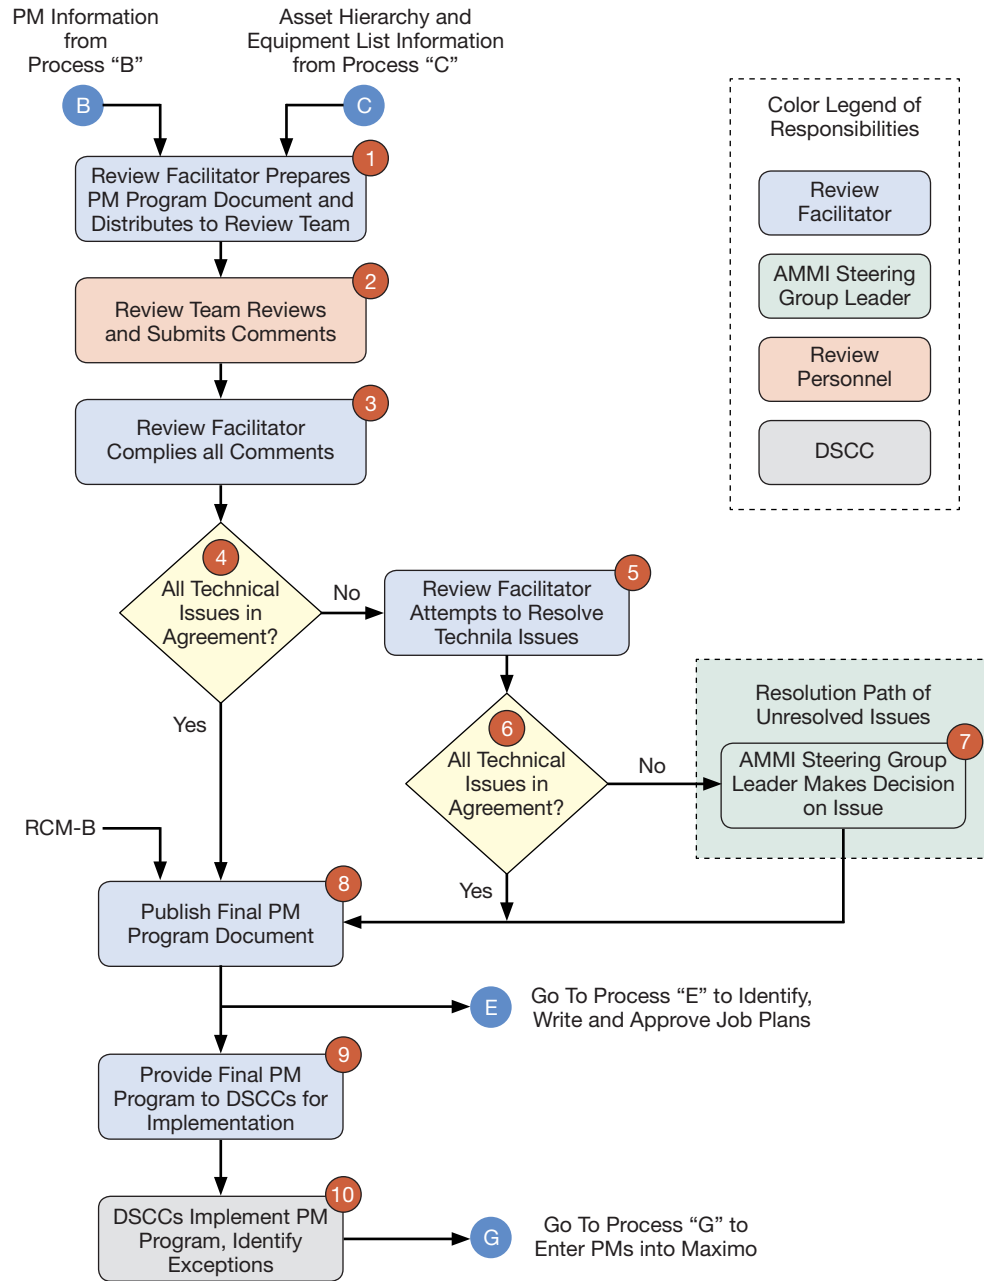 PM Information
from
Process “B”
Asset Hierarchy and
Equipment List Information
from Process “C”
B
C
1
Review Facilitator Prepares
PM Program Document and
Distributes to Review Team
2
Review Team Reviews
and Submits Comments
3
Review Facilitator
Complies all Comments
4
All Technical
Issues in
Agreement?
No
Yes
5
Review Facilitator
Attempts to Resolve
Technila Issues
6
All Technical
Issues in
Agreement?
No
Yes
Resolution Path of
Unresolved Issues
7
AMMI Steering Group
Leader Makes Decision
on Issue
RCM-B
8
Publish Final PM
Program Document
E
Go To Process “E” to Identify,
Write and Approve Job Plans
9
Provide Final PM
Program to DSCCs for
Implementation
10
DSCCs Implement PM
Program, Identify
Exceptions
G
Go To Process “G” to
Enter PMs into Maximo
Color Legend of
Responsibilities
Review
Facilitator
AMMI Steering
Group Leader
Review
Personnel
DSCC